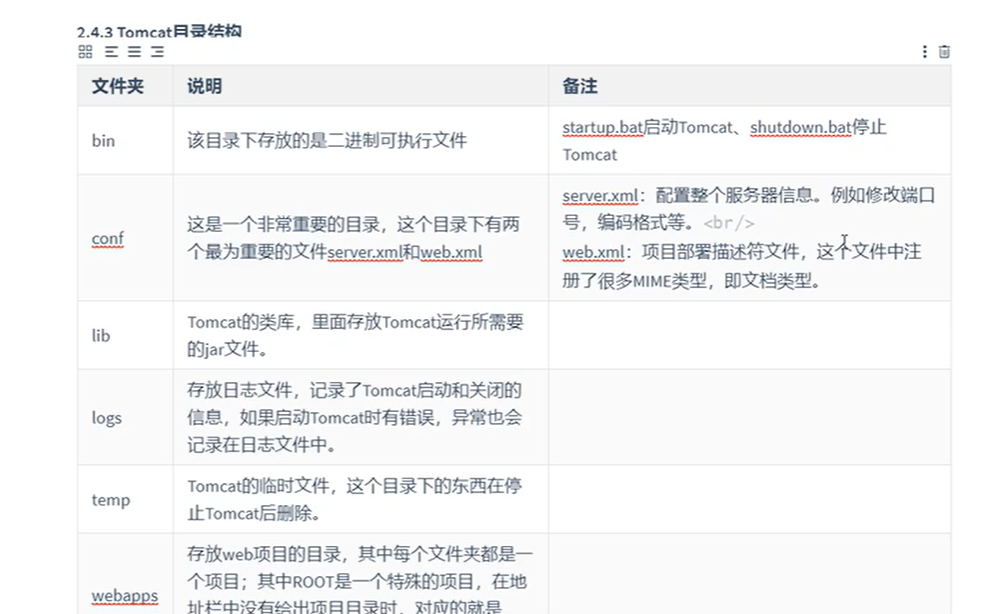 2.4.3 Tomcat目录结构
文件夹
说明
备注
bin
该目录下存放的是二进制可执行文件
startup.bat启动Tomcat、shutdown.bat停止
Tomcat
conf
这是一个非常重要的目录，这个目录下有两
个最为重要的文件server.xml和web.xml
server.xml：配置整个服务器信息。例如修改端口
号，编码格式等。<br/>
web.xml：项目部署描述符文件，这个文件中注
册了很多MIME类型，即文档类型。
lib
Tomcat的类库，里面存放Tomcat运行所需要
的jar文件。
logs
存放日志文件，记录了Tomcat启动和关闭的
信息，如果启动Tomcat时有错误，异常也会
记录在日志文件中。
temp
Tomcat的临时文件，这个目录下的东西在停
止Tomcat后删除。
webapps
存放web项目的目录，其中每个文件夹都是一
个项目；其中ROOT是一个特殊的项目，在地
址栏中没有给出项目目录时，对应的就是